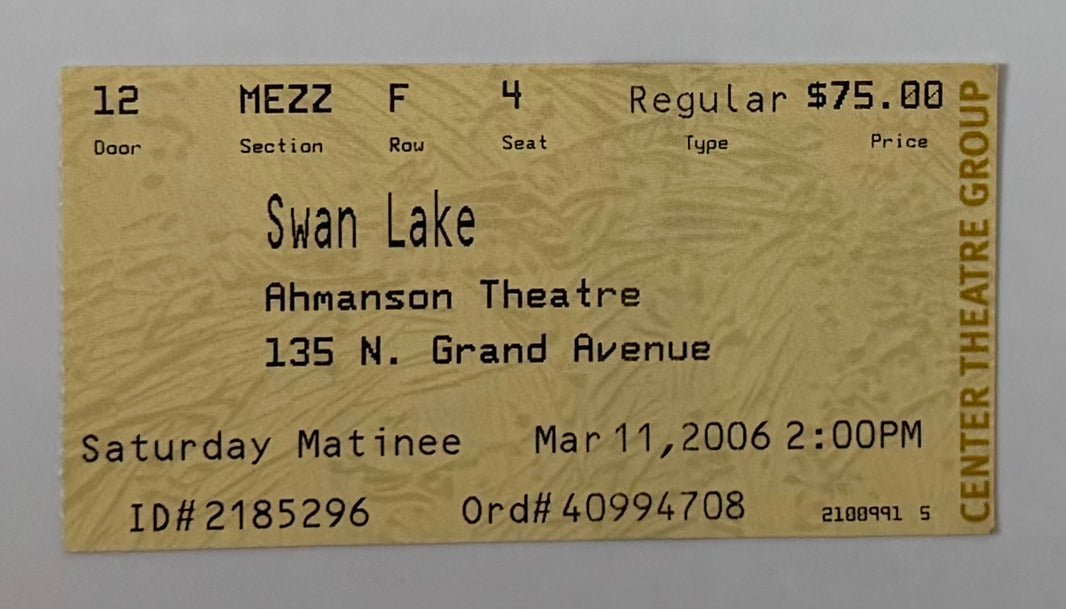 12 MEZZ F 4 Regular $75.00
Door Section Row Seat Type Price
Swan Lake
Ahmanson Theatre
135 N. Grand Avenue
Saturday Matinee Mar 11,2006 2:00PM
ID#2185296 Ord#40994708 2100991 5
CENTER THEATRE GROUP